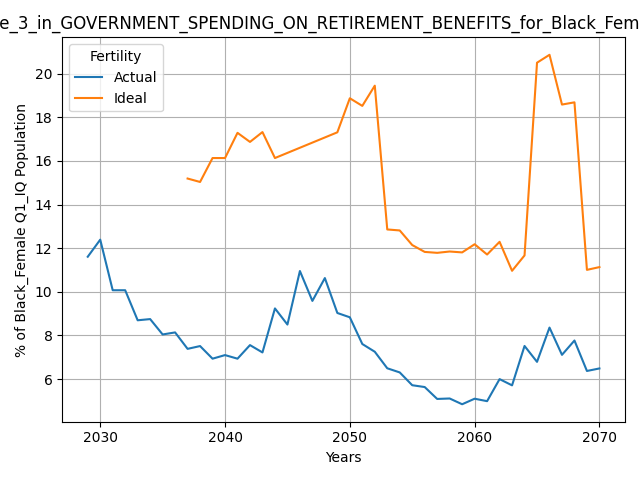 e_3_in_GOVERNMENT_SPENDING_ON_RETIREMENT_BENEFITS_for_Black_Fem
Fertility
Actual
Ideal
% of Black_Female Q1_IQ Population
20
18
16
14
12
10
8
6
2030 2040 2050 2060 2070
Years